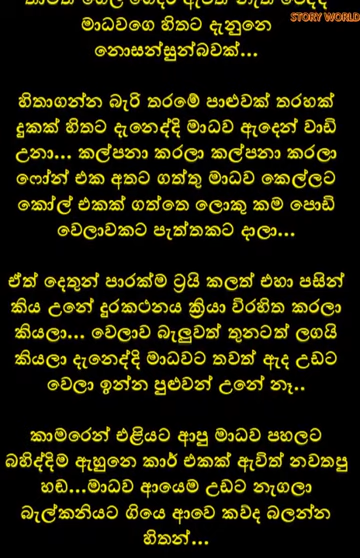 STORY WORLD
මාධවගෙ හිතට දැනුනෙ
නොසන්සුන්බවක්...
හිතාගන්න බැරි තරමේ පාළුවක් තරහක්
දුකක් හිතට දැනෙද්දි මාධව ඇදෙන් වාඩි
උනා... කල්පනා කරලා කල්පනා කරලා
ෆෝන් එක අතට ගත්තු මාධව කෙල්ලට
කෝල් එකක් ගත්තෙ ලොකු කම පොඩි
වෙලාවකට පැත්තකට දාලා...
ඒත් දෙතුන් පාරක්ම ට්‍රයි කලත් එහා පසින්
කිය උනේ දුරකථනය ක්‍රියා විරහිත කරලා
කියලා... වෙලාව බැලුවත් තුනටත් ලගයි
කියලා දැනෙද්දි මාධවට තවත් ඇද උඩට
වෙලා ඉන්න පුළුවන් උනේ නෑ..
කාමරෙන් එළියට ආපු මාධව පහලට
බහිද්දිම ඇහුනෙ කාර් එකක් ඇවිත් නවතපු
හඬ...මාධව ආයෙම උඩට නැගලා
බැල්කනියට ගියෙ ආවෙ කවද බලන්න
හිතන්...